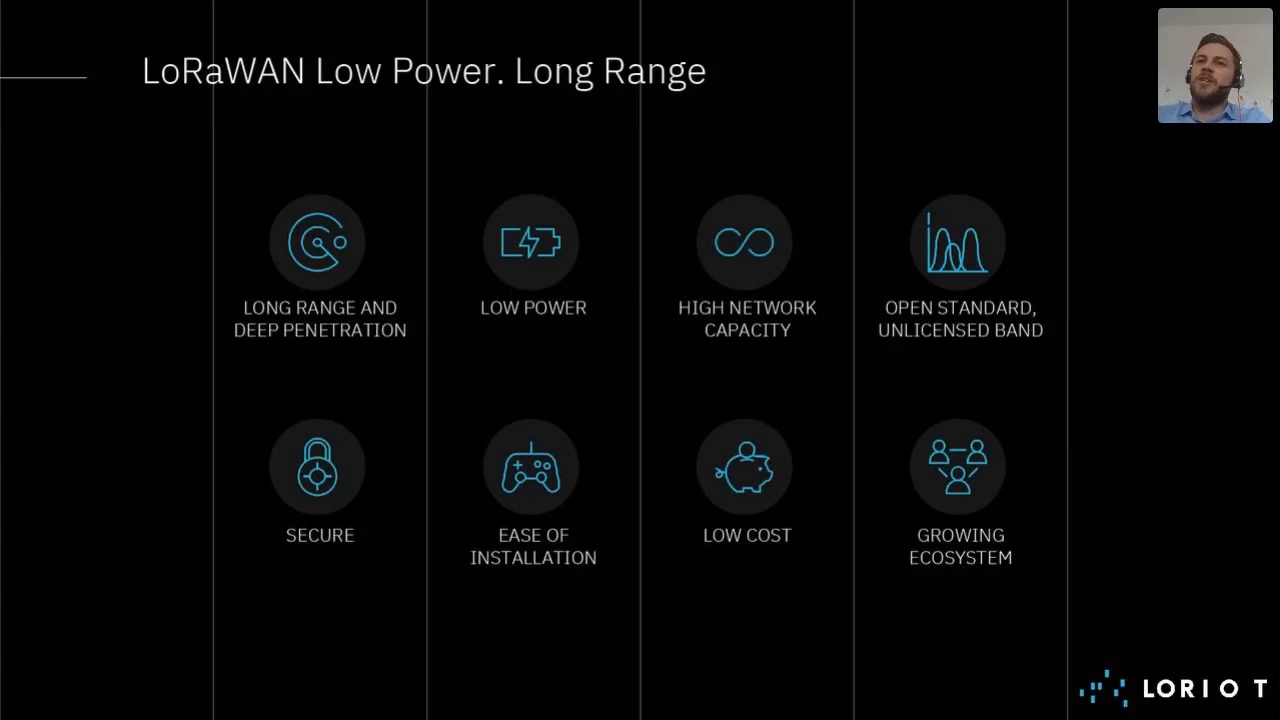 LoRaWAN Low Power. Long Range
LONG RANGE AND
DEEP PENETRATION
LOW POWER
HIGH NETWORK
CAPACITY
OPEN STANDARD,
UNLICENSED BAND
SECURE
EASE OF
INSTALLATION
LOW COST
GROWING
ECOSYSTEM
LORIOT